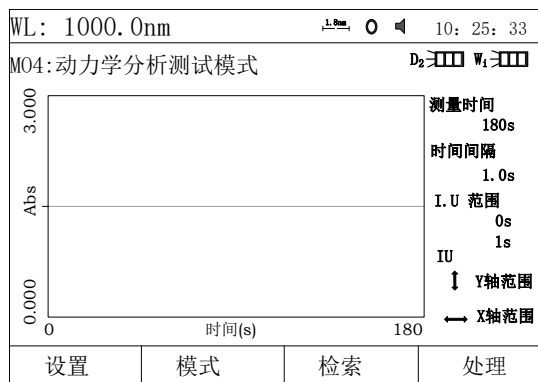 WL: 1000.0nm
1.8nm
10: 25: 33
M04:动力学分析测试模式
D2 Wi
3.000
Abs
0.000
0
时间(s)
180
测量时间
180s
时间间隔
1.0s
I.U 范围
0s
1s
IU
Y轴范围
X轴范围
设置 模式 检索 处理